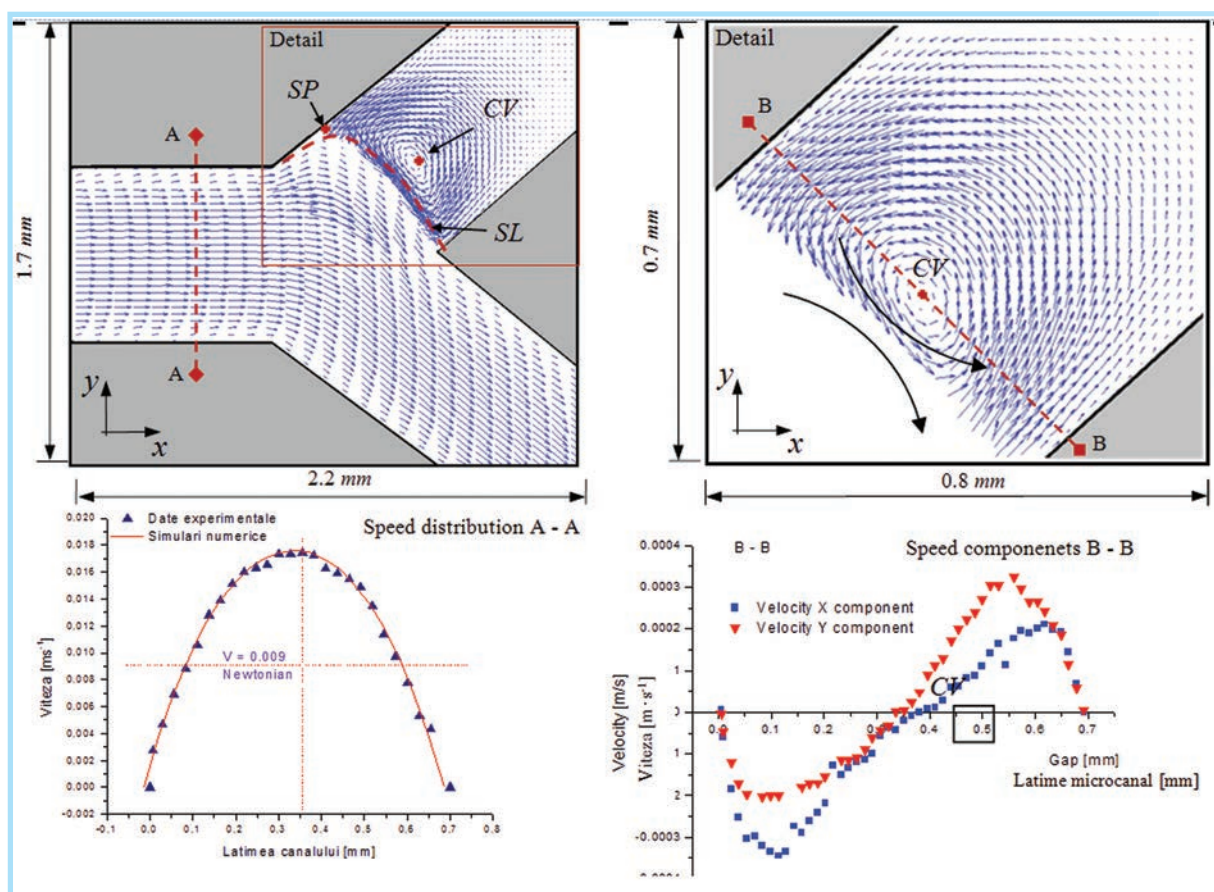 Detail
SP
CV
A
A
SL
1.7 mm
y
x
2.2 mm
Detail
B
CV
B
0.7 mm
y
x
0.8 mm
Date experimentale
Simulari numerice
Speed distribution A - A
V = 0.009
Newtonian
Viteza [ms⁻¹]
0.020
0.018
0.016
0.014
0.012
0.010
0.008
0.006
0.004
0.002
0.000
-0.002
-0.1 0.0 0.1 0.2 0.3 0.4 0.5 0.6 0.7 0.8
Latimea canalului [mm]
B - B
Speed componenets B - B
Velocity X component
Velocity Y component
CV
Velocity [m/s]
Viteza [m · s⁻¹]
0.0004
0.0003
0.0002
1
1
2
-0.0003
0.1 0.2 0.3 0.4 0.5 0.6 0.7
Gap [mm]
Latime microcanal [mm]